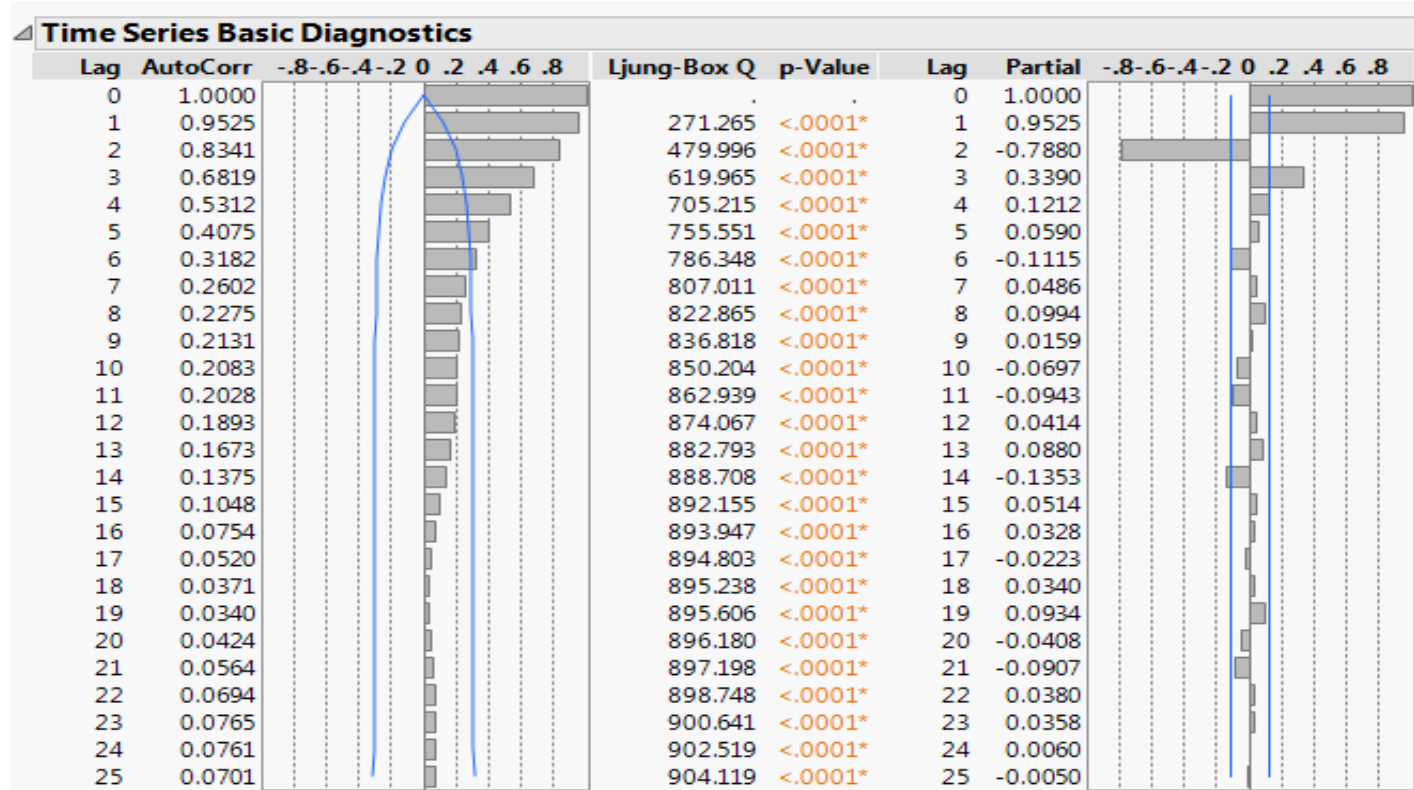 Time Series Basic Diagnostics
Lag AutoCorr -.8-.6-.4-.2 0 .2 .4 .6 .8 Ljung-Box Q p-Value Lag Partial -.8-.6-.4-.2 0 .2 .4 .6 .8
0 1.0000 . . 0 1.0000
1 0.9525 271.265 <.0001* 1 0.9525
2 0.8341 479.996 <.0001* 2 -0.7880
3 0.6819 619.965 <.0001* 3 0.3390
4 0.5312 705.215 <.0001* 4 0.1212
5 0.4075 755.551 <.0001* 5 0.0590
6 0.3182 786.348 <.0001* 6 -0.1115
7 0.2602 807.011 <.0001* 7 0.0486
8 0.2275 822.865 <.0001* 8 0.0994
9 0.2131 836.818 <.0001* 9 0.0159
10 0.2083 850.204 <.0001* 10 -0.0697
11 0.2028 862.939 <.0001* 11 -0.0943
12 0.1893 874.067 <.0001* 12 0.0414
13 0.1673 882.793 <.0001* 13 0.0880
14 0.1375 888.708 <.0001* 14 -0.1353
15 0.1048 892.155 <.0001* 15 0.0514
16 0.0754 893.947 <.0001* 16 0.0328
17 0.0520 894.803 <.0001* 17 -0.0223
18 0.0371 895.238 <.0001* 18 0.0340
19 0.0340 895.606 <.0001* 19 0.0934
20 0.0424 896.180 <.0001* 20 -0.0408
21 0.0564 897.198 <.0001* 21 -0.0907
22 0.0694 898.748 <.0001* 22 0.0380
23 0.0765 900.641 <.0001* 23 0.0358
24 0.0761 902.519 <.0001* 24 0.0060
25 0.0701 904.119 <.0001* 25 -0.0050